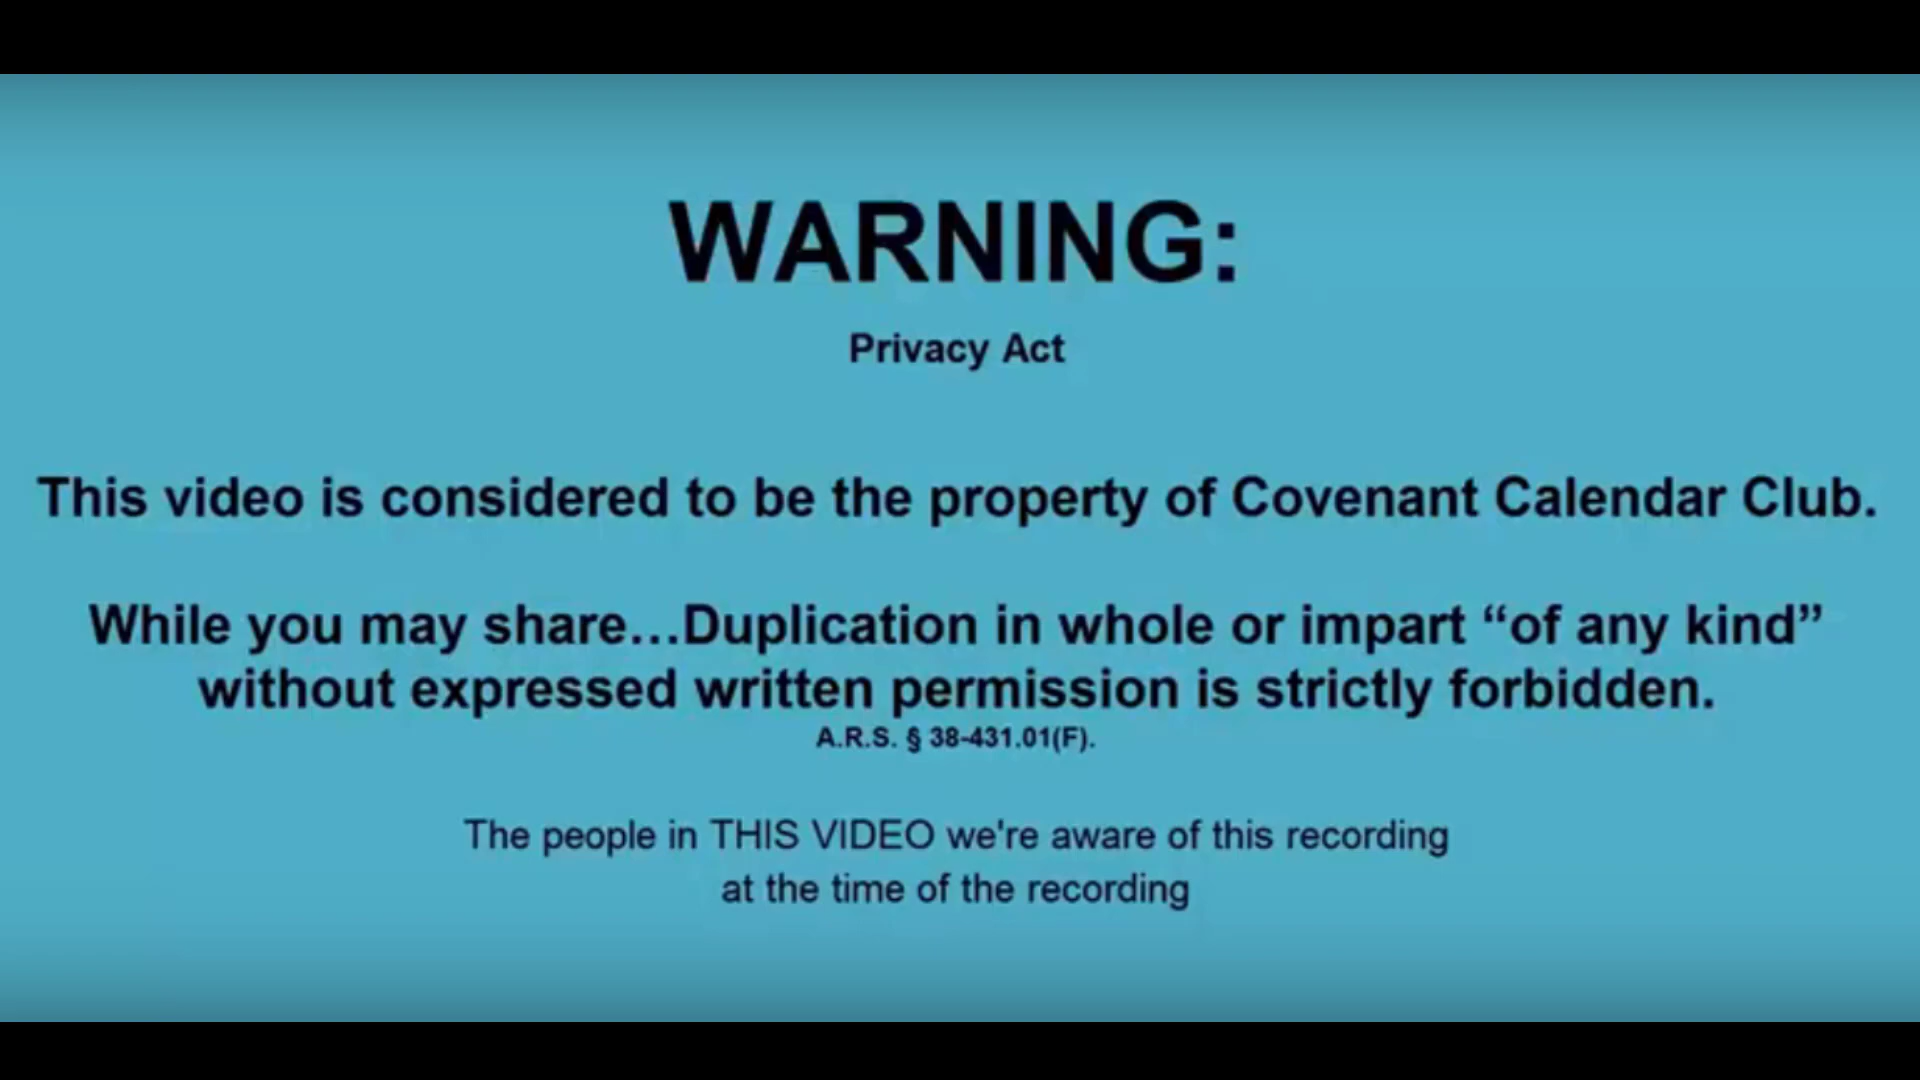 WARNING:
Privacy Act
This video is considered to be the property of Covenant Calendar Club.
While you may share...Duplication in whole or impart “of any kind”
without expressed written permission is strictly forbidden.
A.R.S. § 38-431.01(F).
The people in THIS VIDEO we're aware of this recording
at the time of the recording